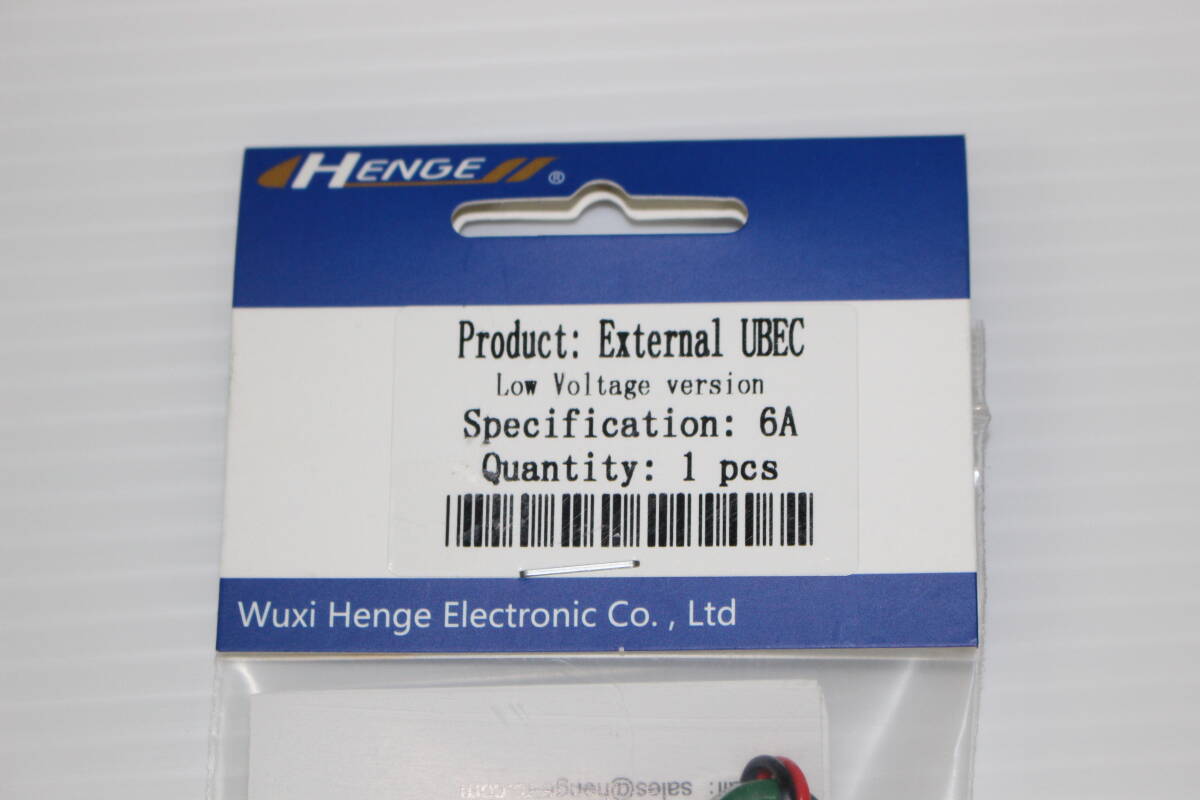 HENGE®
Product: External UBEC
Low Voltage version
Specification: 6A
Quantity: 1 pcs
Wuxi Henge Electronic Co. , Ltd